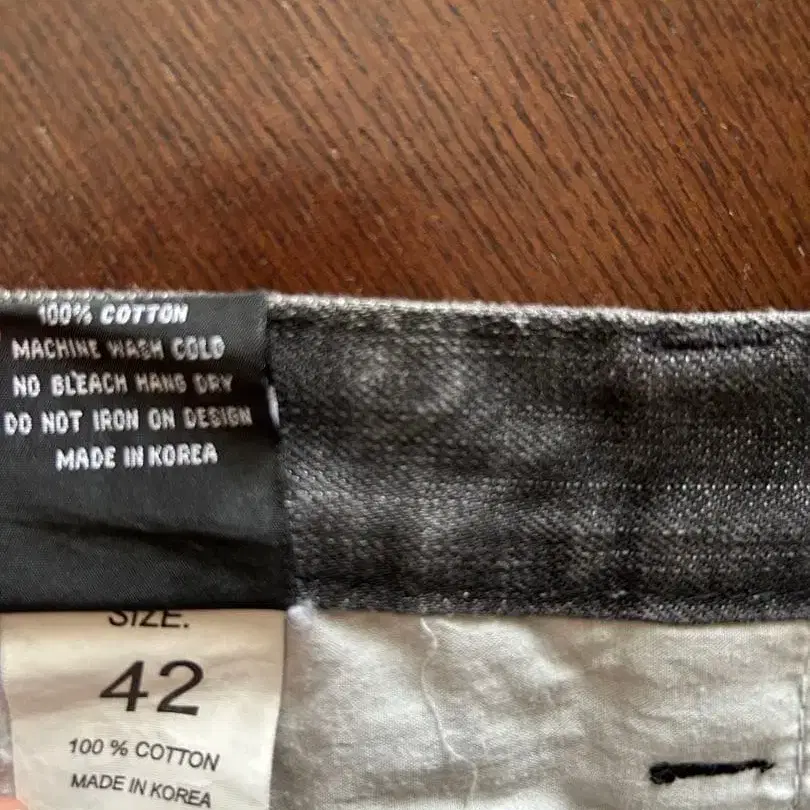 100% COTTON
MACHINE WASH COLD
NO BLEACH HANG DRY
DO NOT IRON ON DESIGN
MADE IN KOREA
SIZE:
42
100 % COTTON
MADE IN KOREA